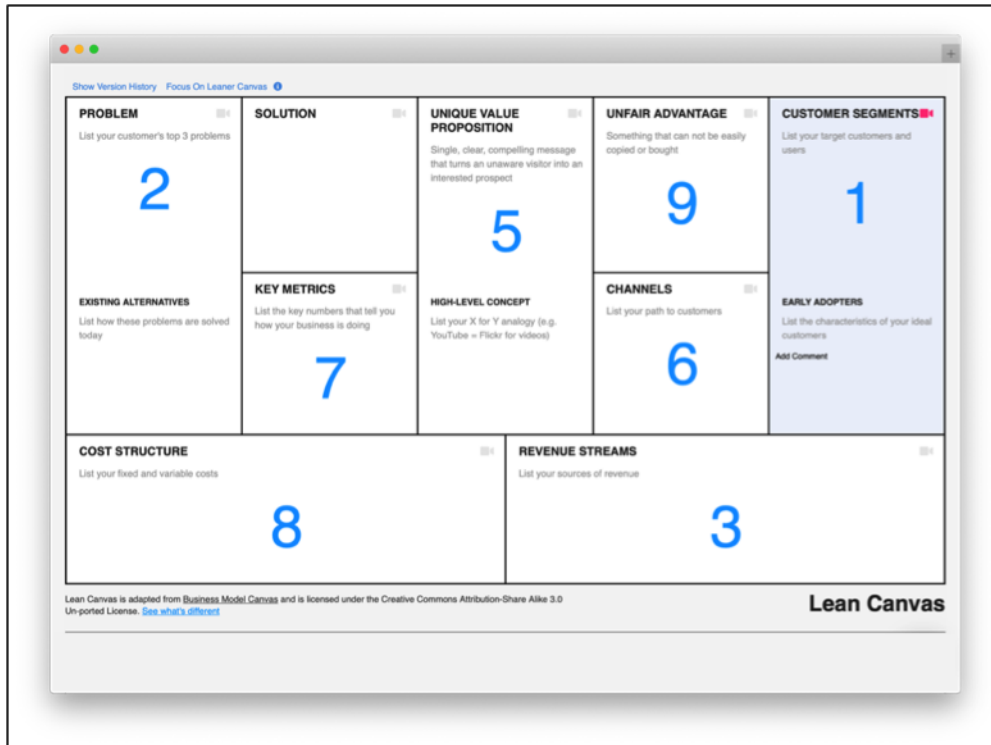 Show Version History Focus On Leaner Canvas
PROBLEM
List your customer's top 3 problems
2
EXISTING ALTERNATIVES
List how these problems are solved
today
SOLUTION
KEY METRICS
List the key numbers that tell you
how your business is doing
7
UNIQUE VALUE
PROPOSITION
Single, clear, compelling message
that turns an unaware visitor into an
interested prospect
5
HIGH-LEVEL CONCEPT
List your X for Y analogy (e.g.
YouTube = Flickr for videos)
UNFAIR ADVANTAGE
Something that can not be easily
copied or bought
9
CHANNELS
List your path to customers
6
CUSTOMER SEGMENTS
List your target customers and
users
1
EARLY ADOPTERS
List the characteristics of your ideal
customers
Add Comment
COST STRUCTURE
List your fixed and variable costs
8
REVENUE STREAMS
List your sources of revenue
3
Lean Canvas is adapted from Business Model Canvas and is licensed under the Creative Commons Attribution-Share Alike 3.0
Un-ported License. See what's different
Lean Canvas